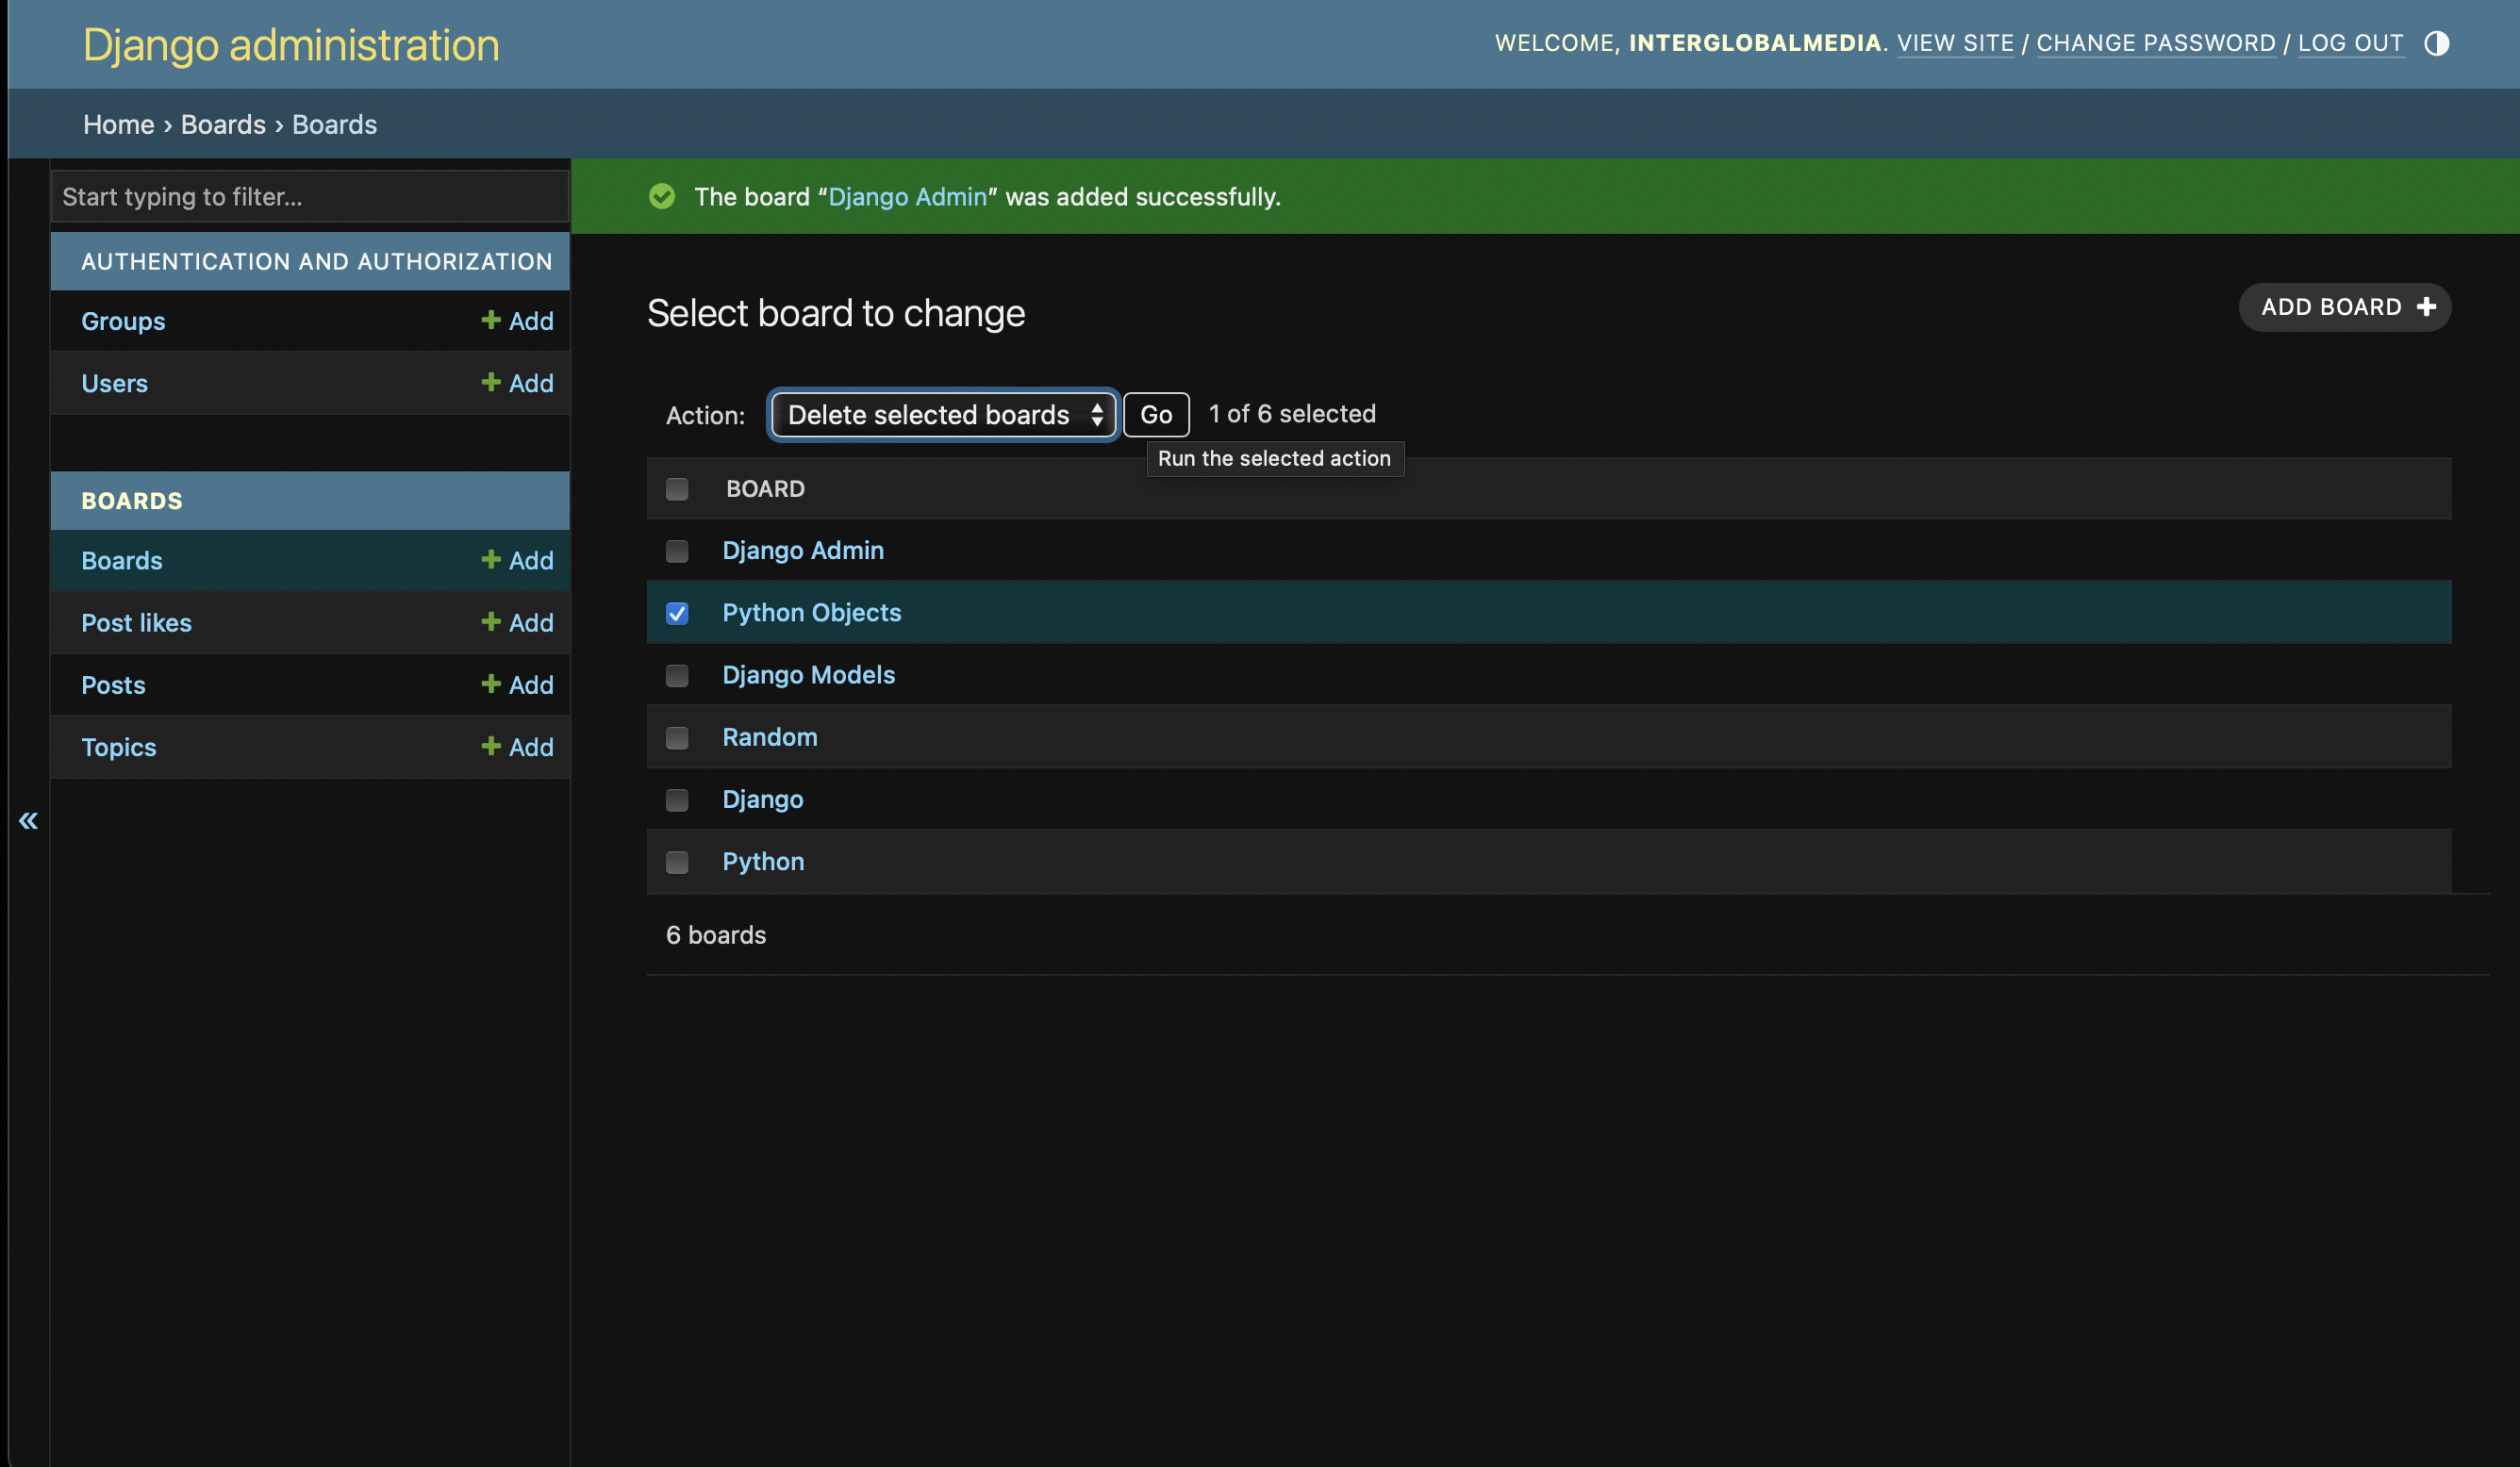 Django administration
WELCOME, INTERGLOBALMEDIA. VIEW SITE / CHANGE PASSWORD / LOG OUT
Home › Boards › Boards
Start typing to filter...
AUTHENTICATION AND AUTHORIZATION
Groups + Add
Users + Add
BOARDS
Boards + Add
Post likes + Add
Posts + Add
Topics + Add
«
The board “Django Admin” was added successfully.
Select board to change
ADD BOARD +
Action: Delete selected boards Go 1 of 6 selected
Run the selected action
BOARD
Django Admin
Python Objects
Django Models
Random
Django
Python
6 boards